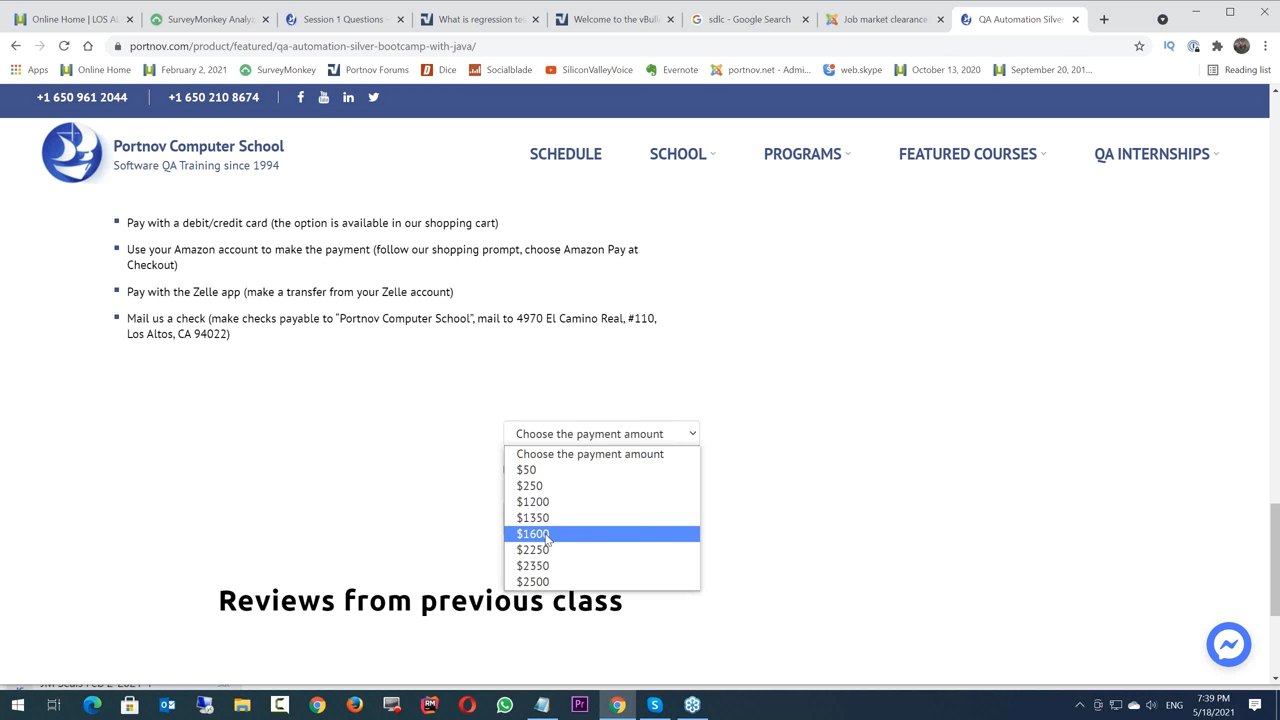 Online Home | LOS Al
SurveyMonkey Analyz
Session 1 Questions -
What is regression tes
Welcome to the vBull
sdlc - Google Search
Job market clearance.
QA Automation Silver
portnov.com/product/featured/qa-automation-silver-bootcamp-with-java/
IQ
Apps
Online Home
February 2, 2021
SurveyMonkey
Portnov Forums
Dice
Socialblade
SiliconValleyVoice
Evernote
portnov.net - Admi...
web.skype
October 13, 2020
September 20, 201...
Reading list
+1 650 961 2044
+1 650 210 8674
Portnov Computer School
Software QA Training since 1994
SCHEDULE
SCHOOL
PROGRAMS
FEATURED COURSES
QA INTERNSHIPS
Pay with a debit/credit card (the option is available in our shopping cart)
Use your Amazon account to make the payment (follow our shopping prompt, choose Amazon Pay at
Checkout)
Pay with the Zelle app (make a transfer from your Zelle account)
Mail us a check (make checks payable to “Portnov Computer School”, mail to 4970 El Camino Real, #110,
Los Altos, CA 94022)
Choose the payment amount
Choose the payment amount
$50
$250
$1200
$1350
$1600
$2250
$2350
$2500
Reviews from previous class
7:39 PM
ENG
5/18/2021